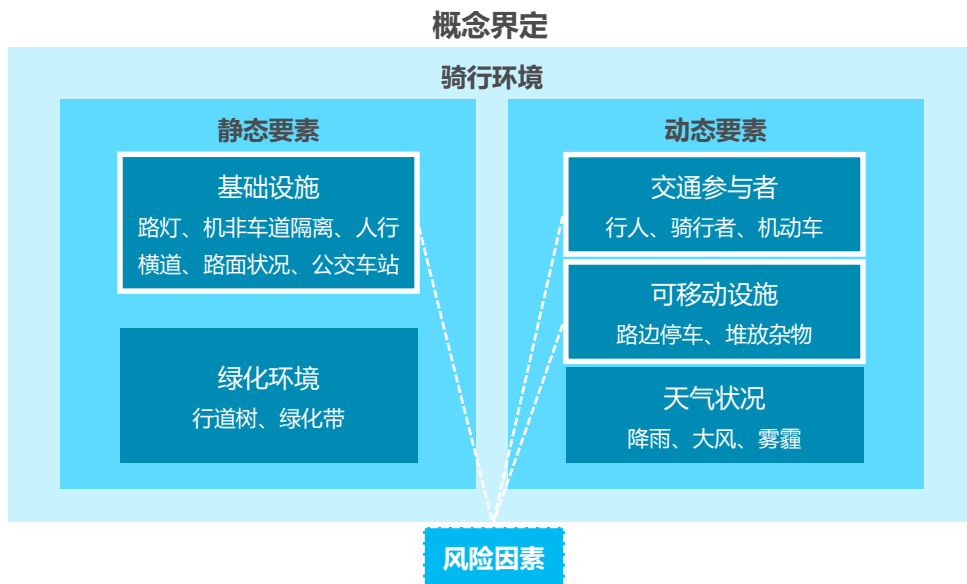 概念界定
骑行环境
静态要素
基础设施
路灯、机非车道隔离、人行
横道、路面状况、公交车站
绿化环境
行道树、绿化带
动态要素
交通参与者
行人、骑行者、机动车
可移动设施
路边停车、堆放杂物
天气状况
降雨、大风、雾霾
风险因素